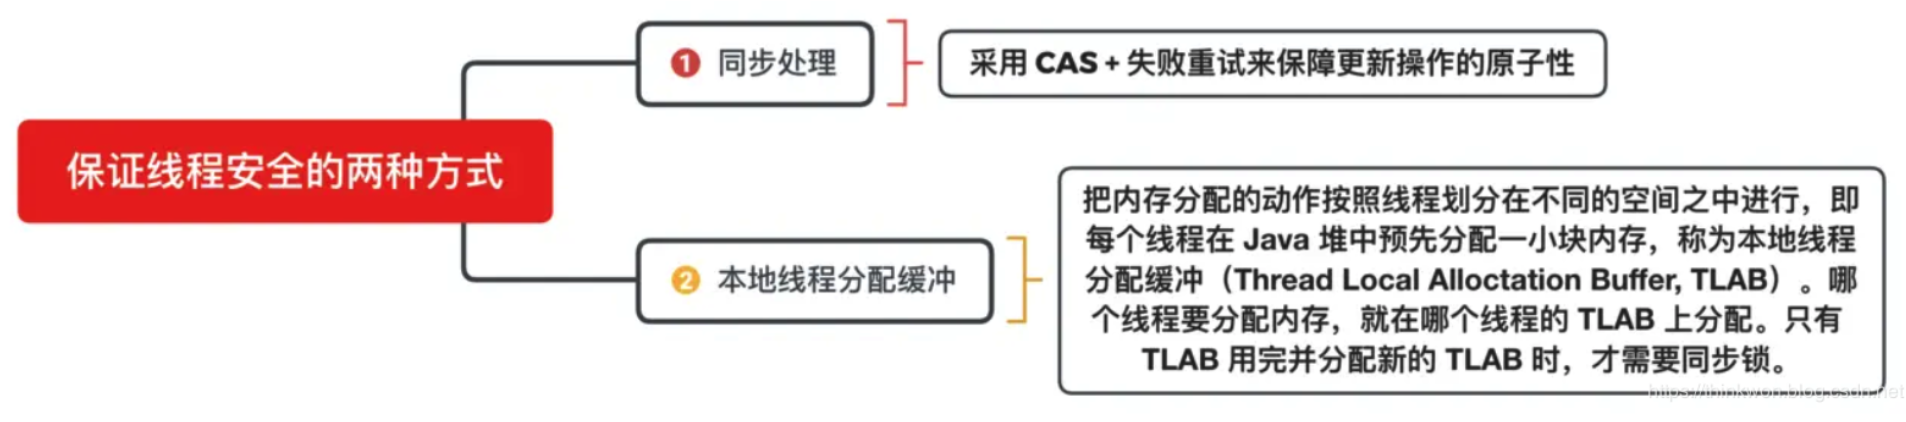 保证线程安全的两种方式
1 同步处理
采用 CAS + 失败重试来保障更新操作的原子性
2 本地线程分配缓冲
把内存分配的动作按照线程划分在不同的空间之中进行，即
每个线程在 Java 堆中预先分配一小块内存，称为本地线程
分配缓冲（Thread Local Alloctation Buffer, TLAB）。哪
个线程要分配内存，就在哪个线程的 TLAB 上分配。只有
TLAB 用完并分配新的 TLAB 时，才需要同步锁。
https://thinkwon.blog.csdn.net